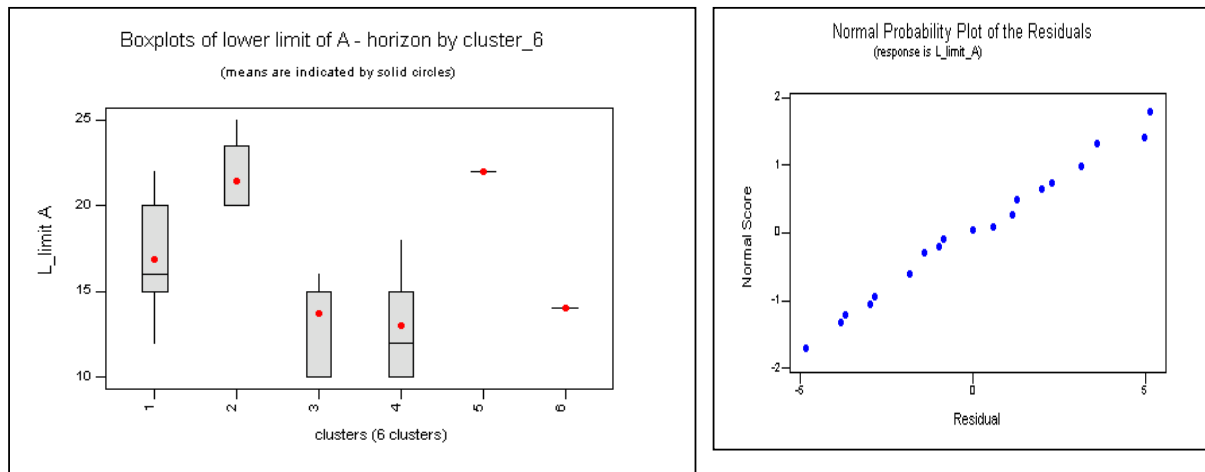 Boxplots of lower limit of A - horizon by cluster_6
(means are indicated by solid circles)
25
20
15
10
L_limit A
1 2 3 4 5 6
clusters (6 clusters)
Normal Probability Plot of the Residuals
(response is L_limit_A)
2
1
0
-1
-2
Normal Score
-5 0 5
Residual